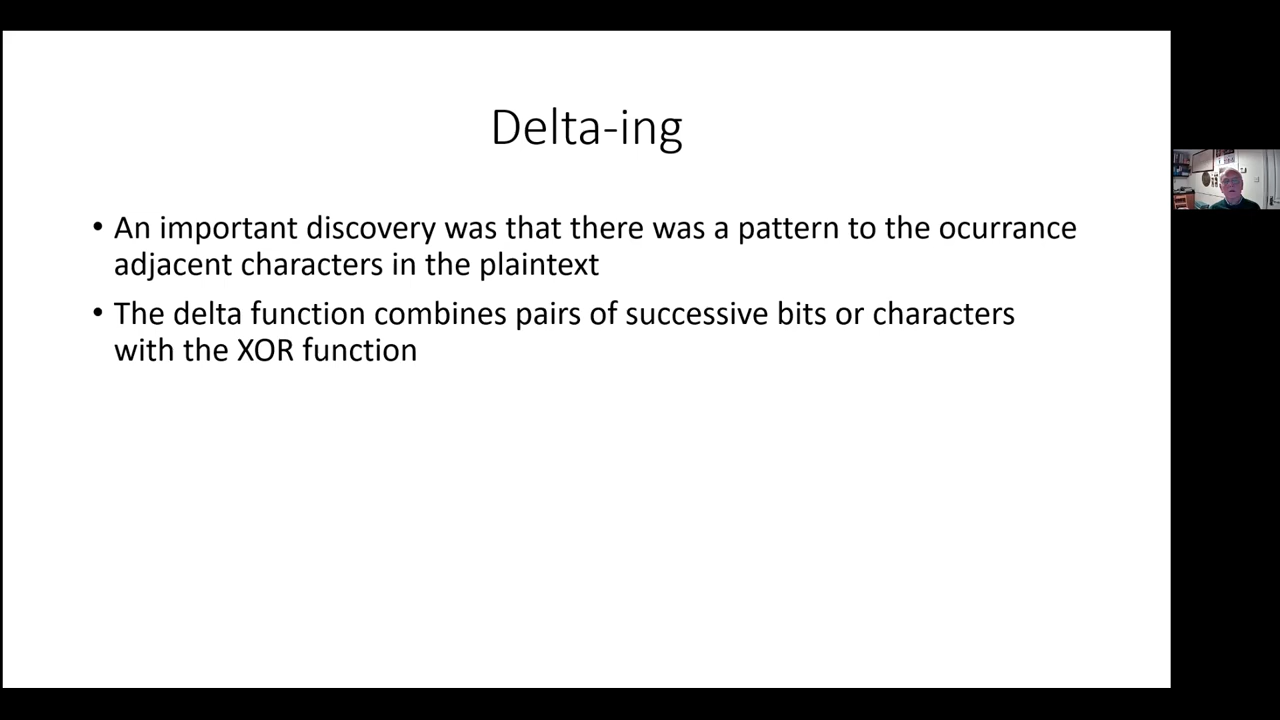 Delta-ing
• An important discovery was that there was a pattern to the ocurrance
adjacent characters in the plaintext
• The delta function combines pairs of successive bits or characters
with the XOR function